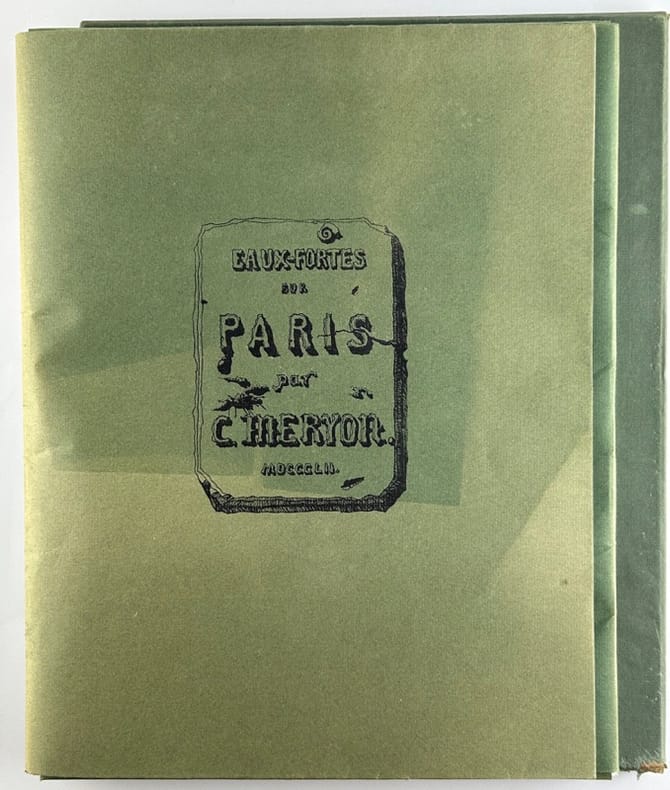 EAUX-FORTES
SUR
PARIS
par
C. MERYON.
MDCCCLII.